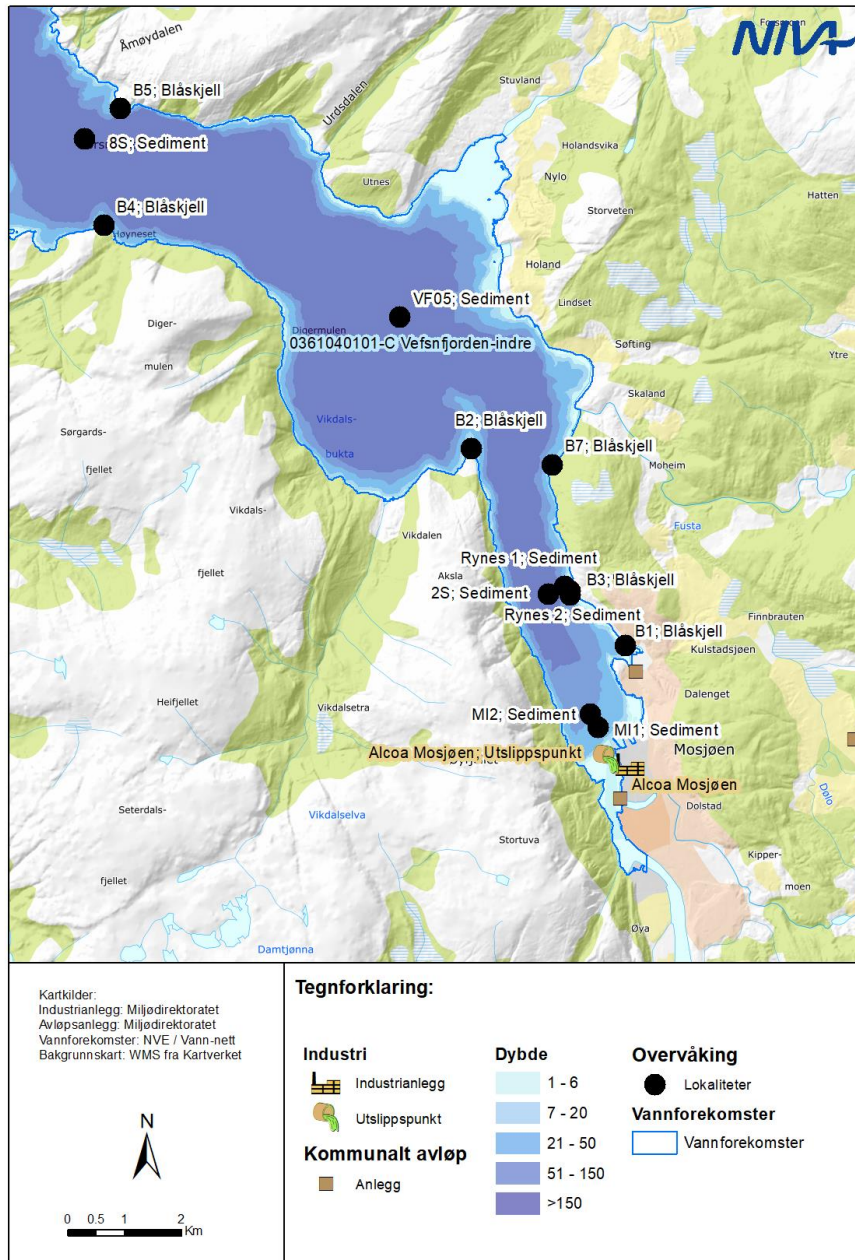 NIVA
Åmøydalen
Stuvland
B5; Blåskjell
Urdsdalen
8S; Sediment
Holandsvika
Utnes
Nylo
Hatten
B4; Blåskjell
Storveten
Høyneset
Holand
VF05; Sediment
Lindset
Diger-
Digermulen
0361040101-C Vefsnfjorden-indre
Søfting
Ytre
mulen
Skaland
Vikdals-
Sørgards-
B2; Blåskjell
bukta
B7; Blåskjell
fjellet
Moheim
Vikdals-
Fusta
Vikdalen
Rynes 1; Sediment
fjellet
Aksla
B3; Blåskjell
2S; Sediment
Rynes 2; Sediment
Finnbrauten
B1; Blåskjell
Kulstadsjøen
Heifjellet
Vikdalsetra
Dalenget
MI2; Sediment
MI1; Sediment
Alcoa Mosjøen; Utslippspunkt
Mosjøen
Alcoa Mosjøen
Dølo
Seterdals-
Vikdalselva
Dolstad
Stortuva
Kipper-
fjellet
moen
Damtjønna
Øya
Kartkilder:
Industrianlegg: Miljødirektoratet
Avløpsanlegg: Miljødirektoratet
Vannforekomster: NVE / Vann-nett
Bakgrunnskart: WMS fra Kartverket
N
0 0.5 1 2
Km
Tegnforklaring:
Industri
Industrianlegg
Utslippspunkt
Kommunalt avløp
Anlegg
Dybde
1 - 6
7 - 20
21 - 50
51 - 150
>150
Overvåking
Lokaliteter
Vannforekomster
Vannforekomster